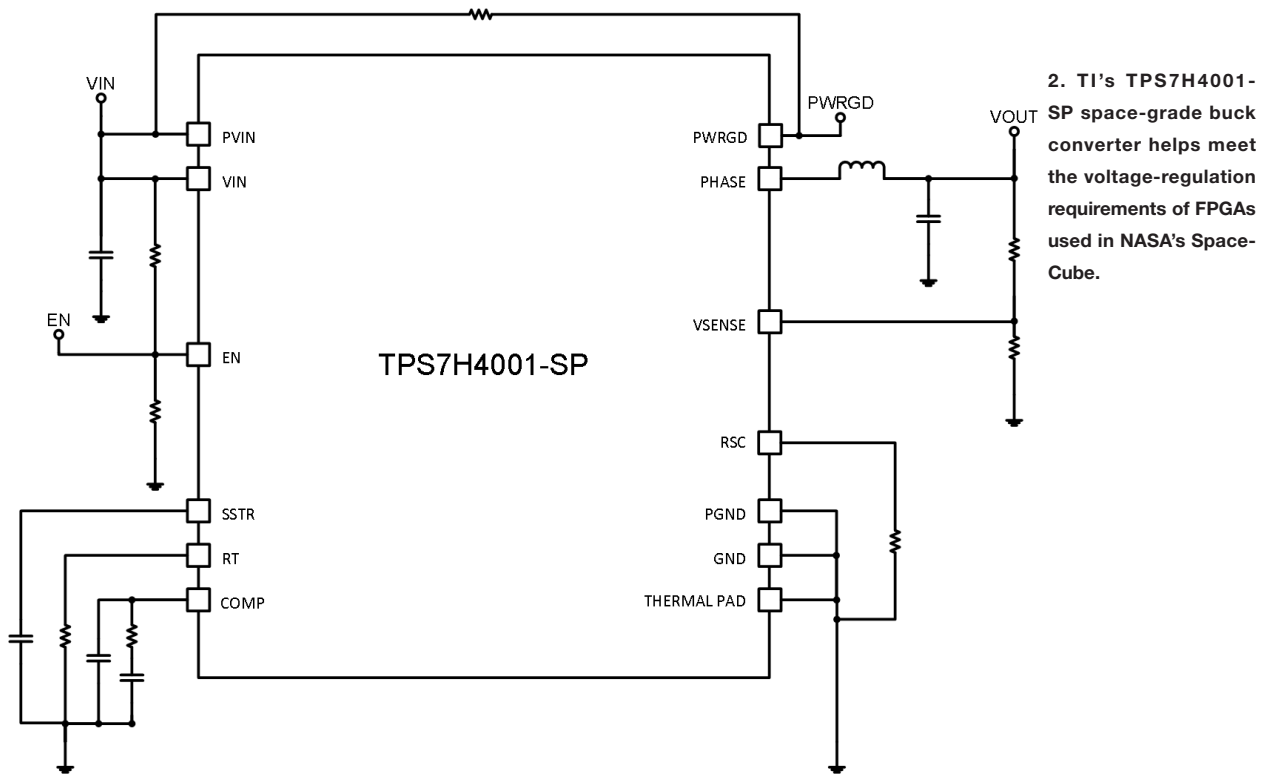 VIN
PVIN
VIN
EN
EN
SSTR
RT
COMP
TPS7H4001-SP
PWRGD
PWRGD
PHASE
VOUT
VSENSE
RSC
PGND
GND
THERMAL PAD
2. TI's TPS7H4001-
SP space-grade buck
converter helps meet
the voltage-regulation
requirements of FPGAs
used in NASA's Space-
Cube.